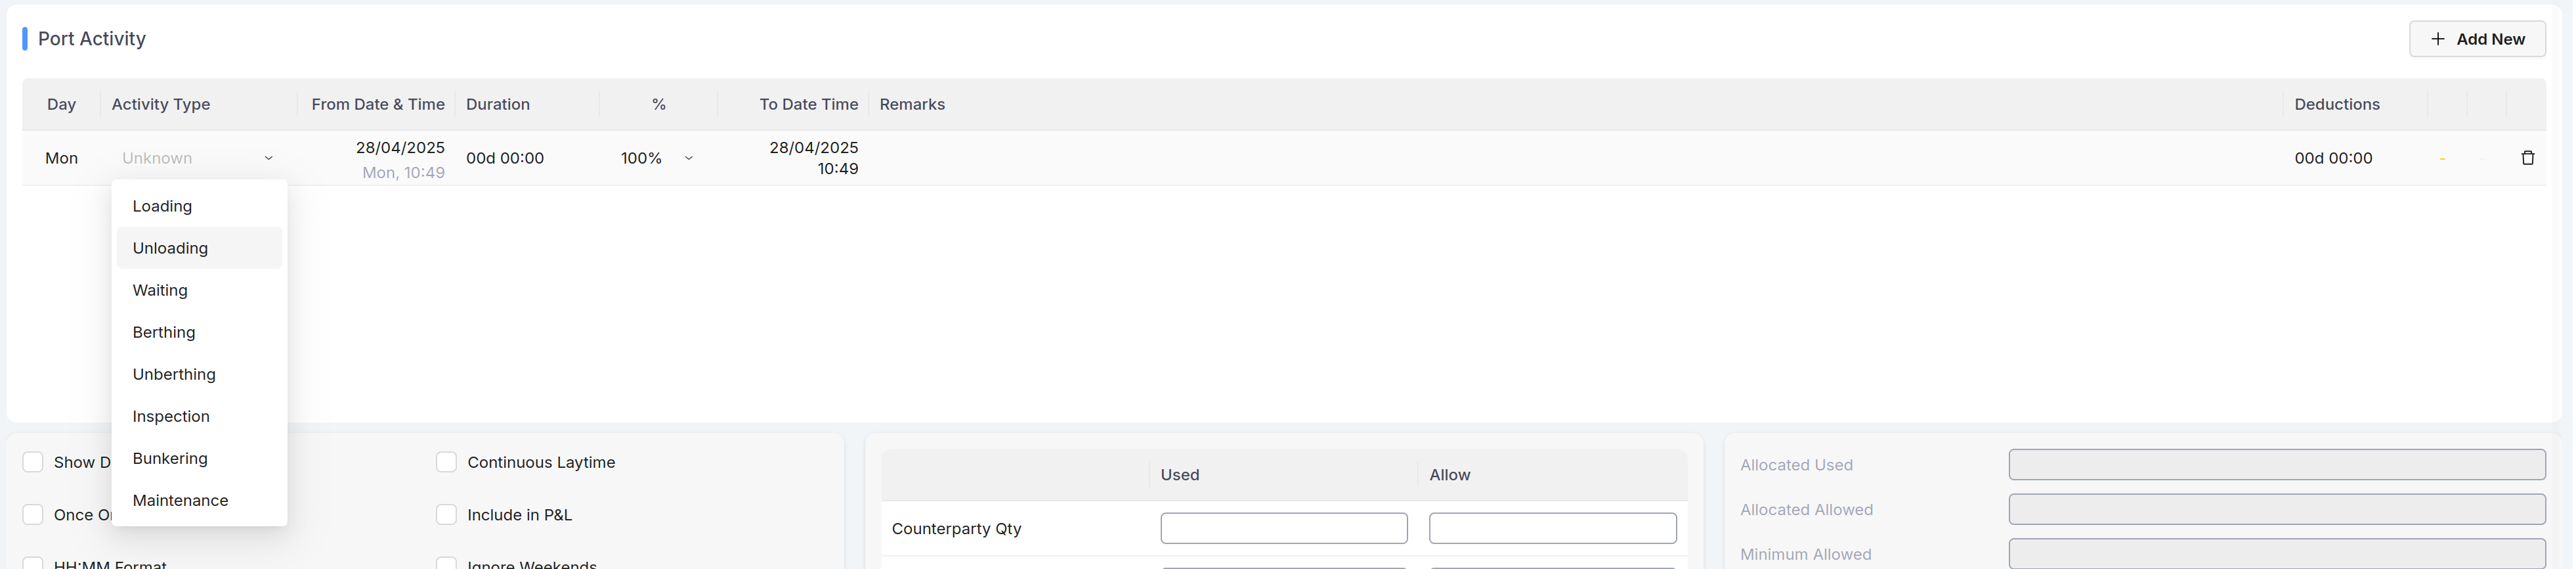 Port Activity
Add New
Day Activity Type From Date & Time Duration % To Date Time Remarks Deductions
Mon Unknown 28/04/2025 00d 00:00 100% 28/04/2025 00d 00:00 -
Mon, 10:49 10:49
Loading
Unloading
Waiting
Berthing
Unberthing
Inspection
Bunkering
Maintenance
Show D Continuous Laytime
Once O Include in P&L
HH:MM Format Ignore Weekends
Used Allow
Counterparty Qty
Allocated Used
Allocated Allowed
Minimum Allowed